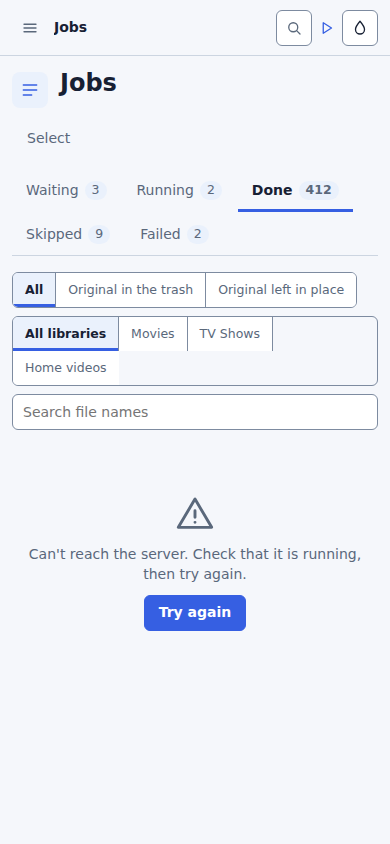 Jobs
Jobs
Select
Waiting 3 Running 2 Done 412
Skipped 9 Failed 2
All Original in the trash Original left in place
All libraries Movies TV Shows
Home videos
Search file names
Can't reach the server. Check that it is running,
then try again.
Try again